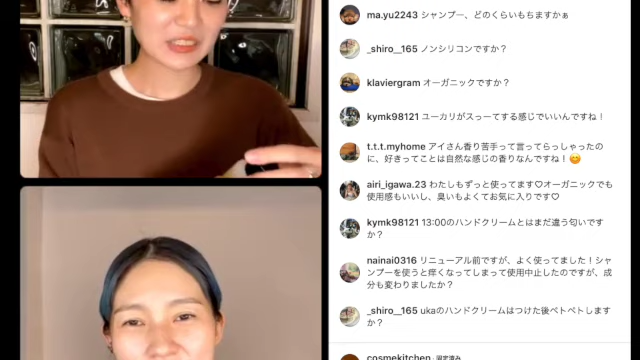 ma.yu2243 シャンプー、どのくらいもちますかぁ
_shiro__165 ノンシリコンですか？
klaviergram オーガニックですか？
kymk98121 ユーカリがスゥーてする感じでいいんですね！
t.t.t.myhome アイさん香り苦手って言ってらっしゃったの
に、好きってことは自然な感じの香りなんですね！😊
airi_igawa.23 わたしもずっと使ってます♡オーガニックでも
使用感もいいし、臭いもよくてお気に入りです♡
kymk98121 13:00のハンドクリームとはまだ違う匂いです
か？
nainai0316 リニューアル前ですが、よく使ってました！シャ
ンプーを使うと痒くなってしまって使用中止したのですが、成
分も変わりましたか？
_shiro__165 ukaのハンドクリームはつけた後ベトベトします
か？
cosmekitchen 固定済み